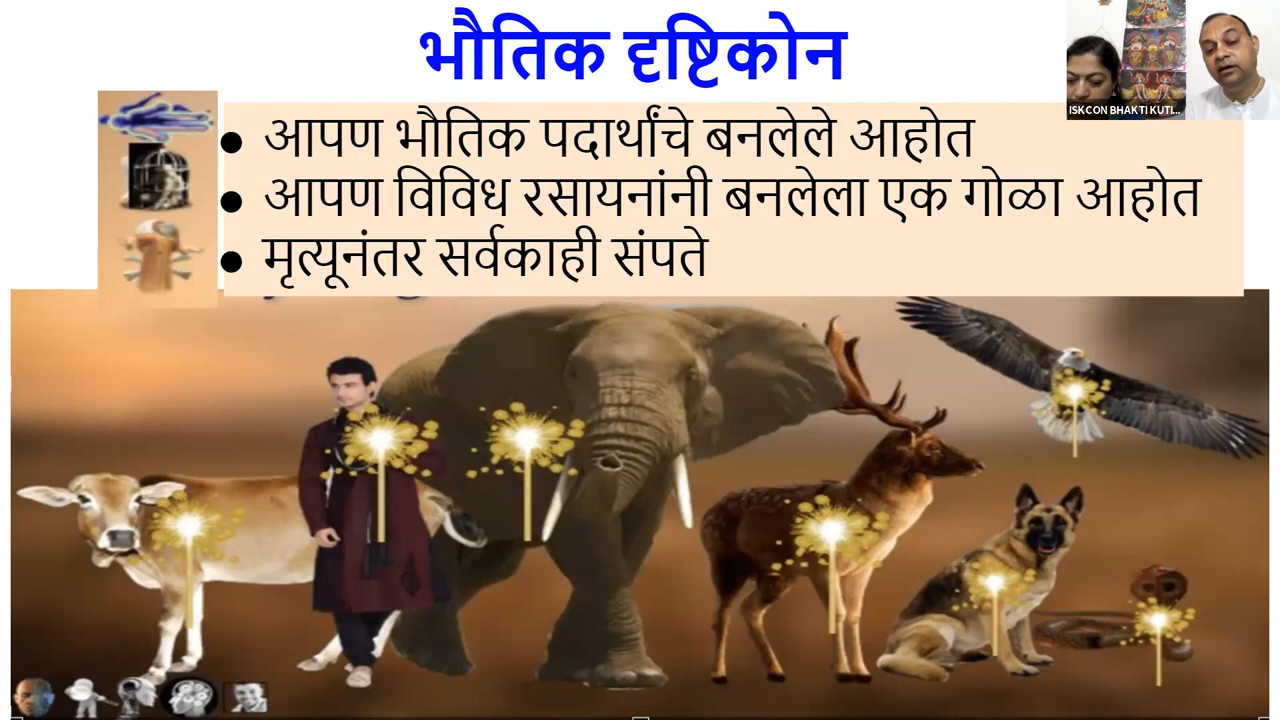 भौतिक दृष्टिकोन
ISKCON BHAKTI KUTI...
• आपण भौतिक पदार्थांचे बनलेले आहोत
• आपण विविध रसायनांनी बनलेला एक गोळा आहोत
• मृत्यूनंतर सर्वकाही संपते